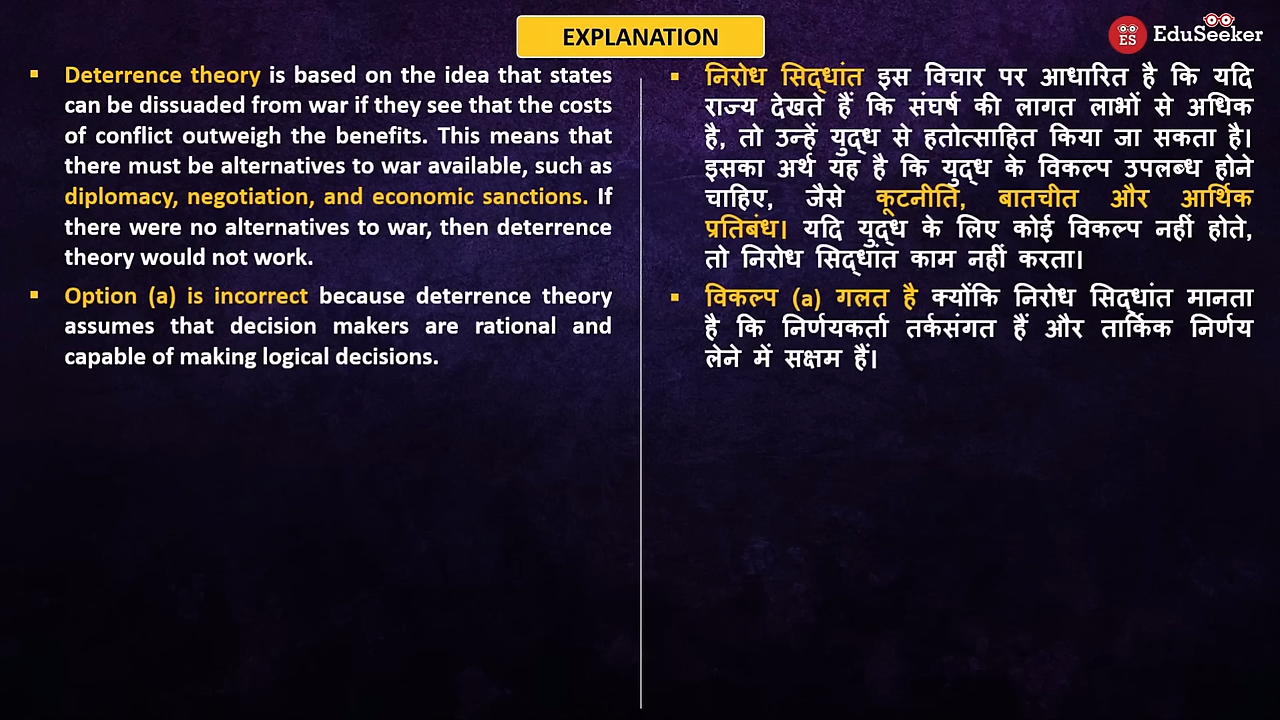 EXPLANATION
ES EduSeeker
▪ Deterrence theory is based on the idea that states
can be dissuaded from war if they see that the costs
of conflict outweigh the benefits. This means that
there must be alternatives to war available, such as
diplomacy, negotiation, and economic sanctions. If
there were no alternatives to war, then deterrence
theory would not work.
▪ Option (a) is incorrect because deterrence theory
assumes that decision makers are rational and
capable of making logical decisions.
▪ निरोध सिद्धांत इस विचार पर आधारित है कि यदि
राज्य देखते हैं कि संघर्ष की लागत लाभों से अधिक
है, तो उन्हें युद्ध से हतोत्साहित किया जा सकता है।
इसका अर्थ यह है कि युद्ध के विकल्प उपलब्ध होने
चाहिए, जैसे कूटनीति, बातचीत और आर्थिक
प्रतिबंध। यदि युद्ध के लिए कोई विकल्प नहीं होते,
तो निरोध सिद्धांत काम नहीं करता।
▪ विकल्प (a) गलत है क्योंकि निरोध सिद्धांत मानता
है कि निर्णयकर्ता तर्कसंगत हैं और तार्किक निर्णय
लेने में सक्षम हैं।